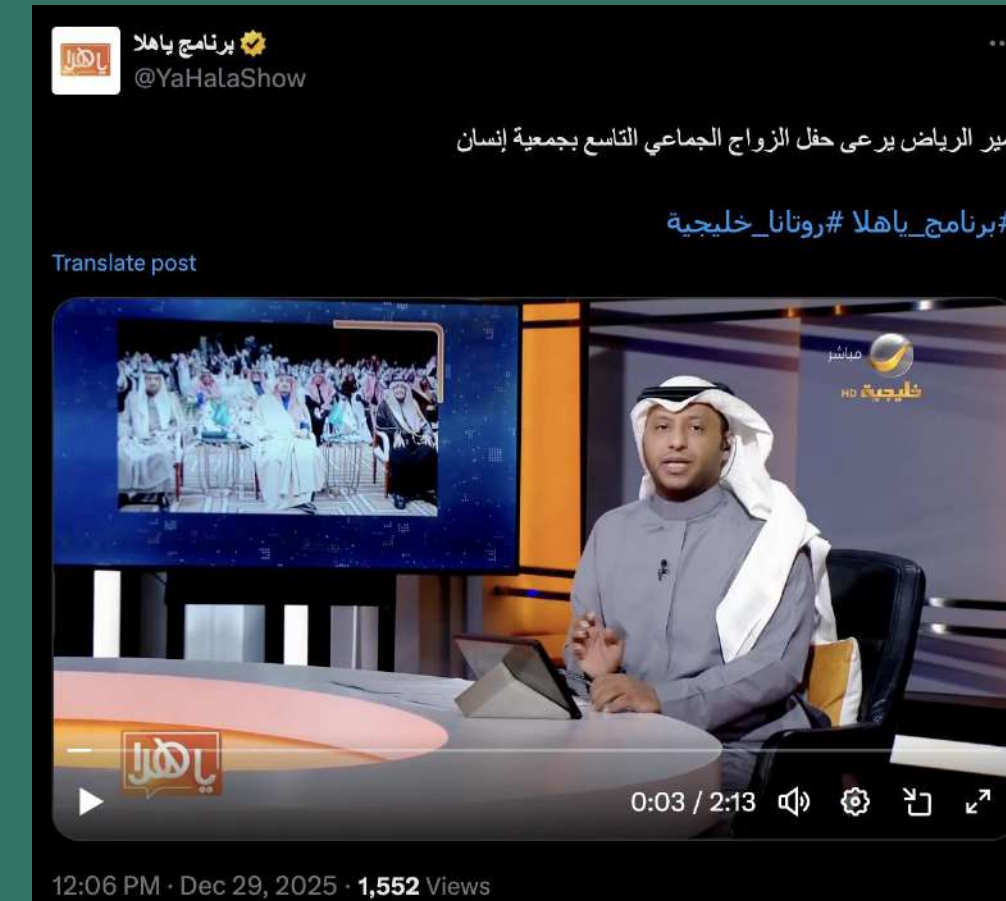 برنامج ياهلا
@YaHalaShow
مير الرياض يرعى حفل الزواج الجماعي التاسع بجمعية إنسان
#برنامج_ياهلا #روتانا_خليجية
Translate post
مباشر
خليجية HD
ياهلا
0:03 / 2:13
12:06 PM · Dec 29, 2025 · 1,552 Views